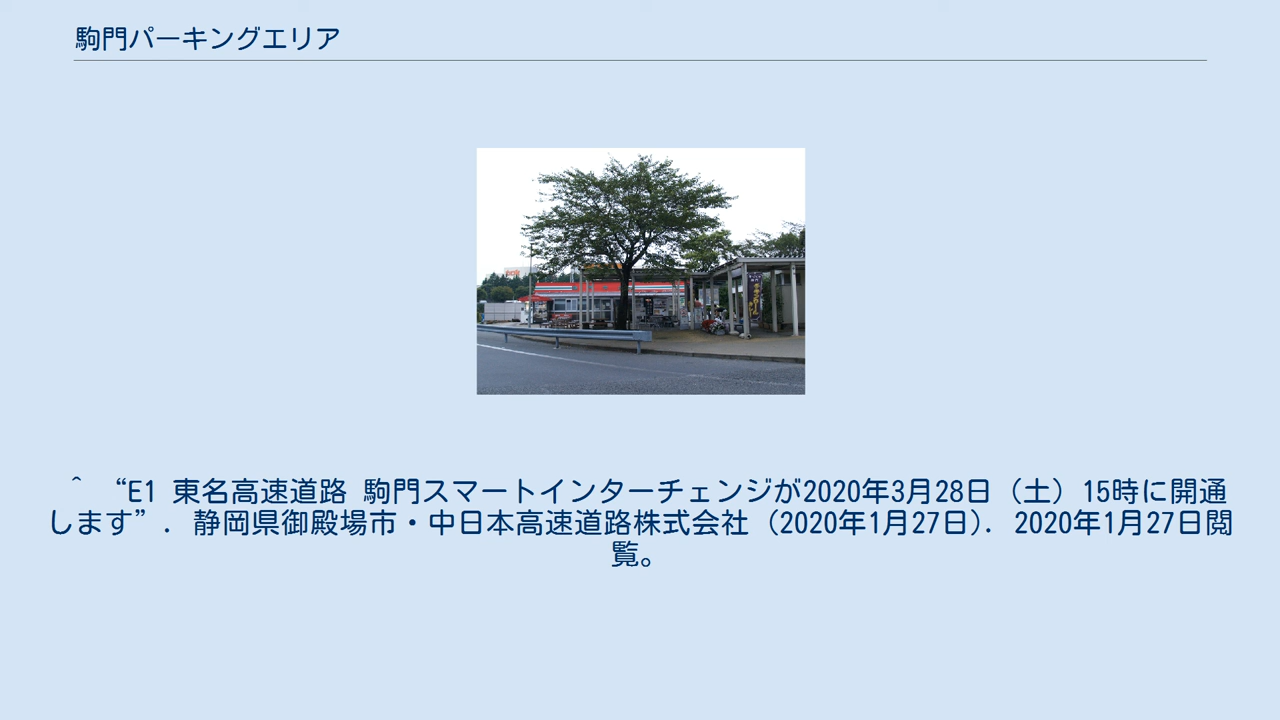 駒門パーキングエリア
^ “E1 東名高速道路 駒門スマートインターチェンジが2020年3月28日（土）15時に開通
します”. 静岡県御殿場市・中日本高速道路株式会社 (2020年1月27日). 2020年1月27日閲
覧。